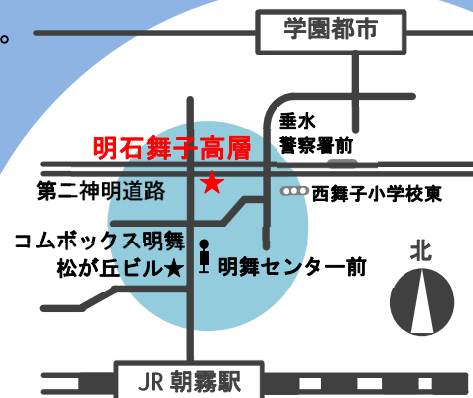 。
学園都市
垂水
警察署前
明石舞子高層
★
第二神明道路
西舞子小学校東
コムボックス明舞
松が丘ビル★
明舞センター前
北
JR 朝霧駅